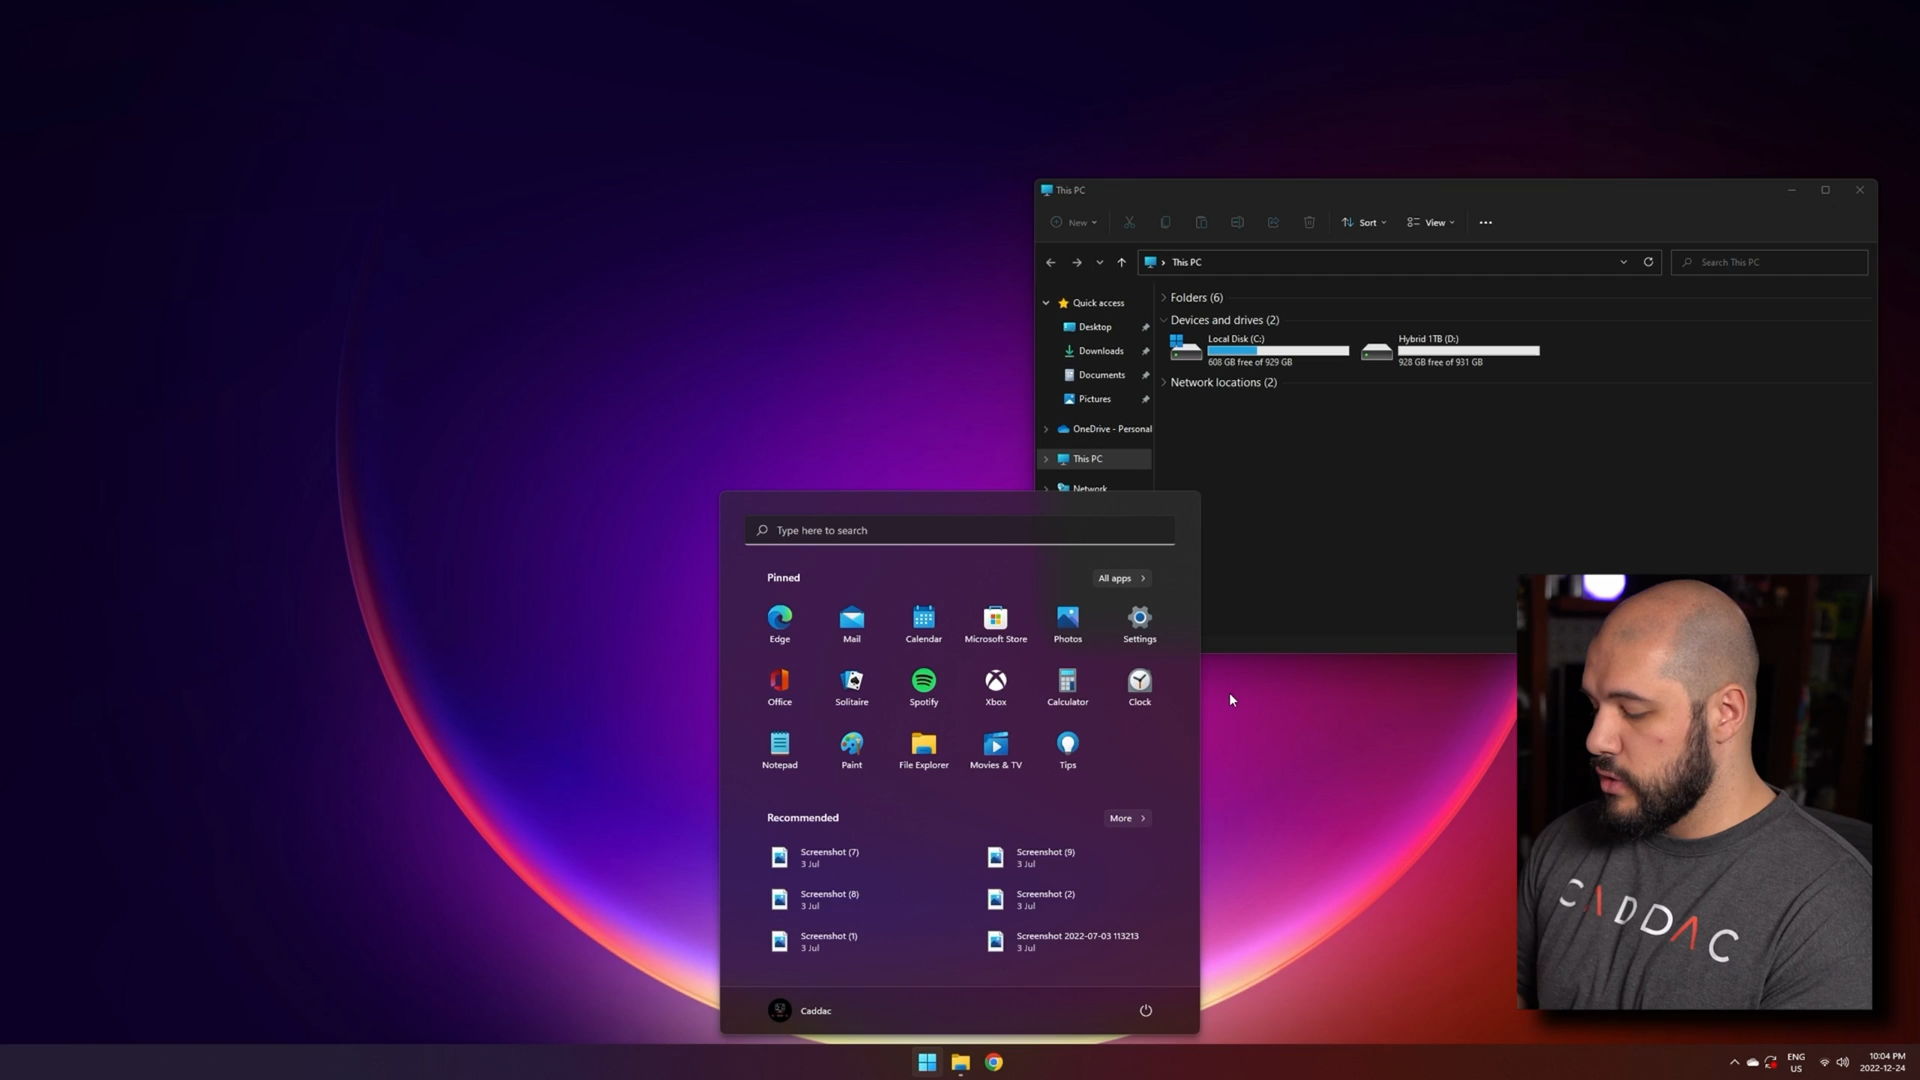 This PC
New
Sort
View
This PC
Search This PC
Quick access
Desktop
Downloads
Documents
Pictures
OneDrive - Personal
This PC
Network
Folders (6)
Devices and drives (2)
Local Disk (C:)
608 GB free of 929 GB
Hybrid 1TB (D:)
928 GB free of 931 GB
Network locations (2)
Type here to search
Pinned
All apps
Edge
Mail
Calendar
Microsoft Store
Photos
Settings
Office
Solitaire
Spotify
Xbox
Calculator
Clock
Notepad
Paint
File Explorer
Movies & TV
Tips
Recommended
More
Screenshot (7)
3 Jul
Screenshot (9)
3 Jul
Screenshot (8)
3 Jul
Screenshot (2)
3 Jul
Screenshot (1)
3 Jul
Screenshot 2022-07-03 113213
3 Jul
Caddac
CADDAC
ENG
US
10:04 PM
2022-12-24